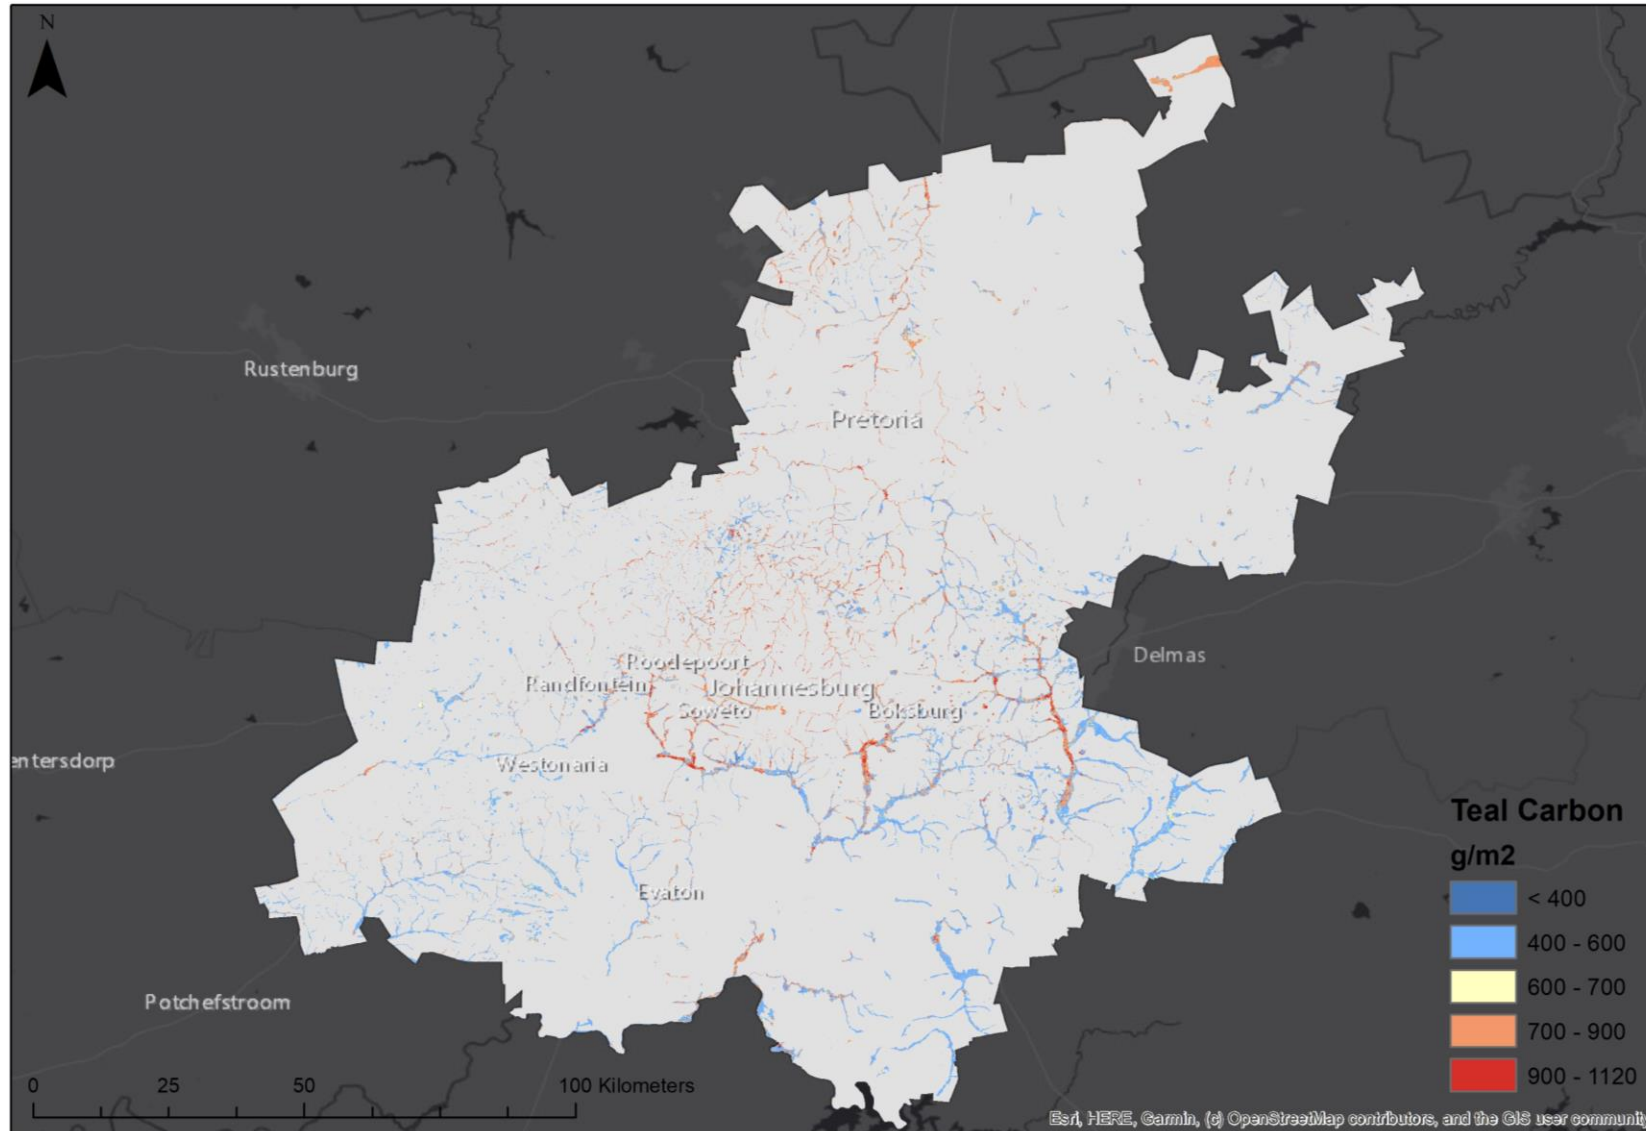 N
Rustenburg
Pretoria
Roodepoort
Delmas
Randfontein
Johannesburg
Soweto
Boksburg
entersdorp
Westonaria
Teal Carbon
g/m2
< 400
Evaton
400 - 600
600 - 700
Potchefstroom
700 - 900
900 - 1120
0 25 50 100 Kilometers
Esri, HERE, Garmin, (c) OpenStreetMap contributors, and the GIS user community